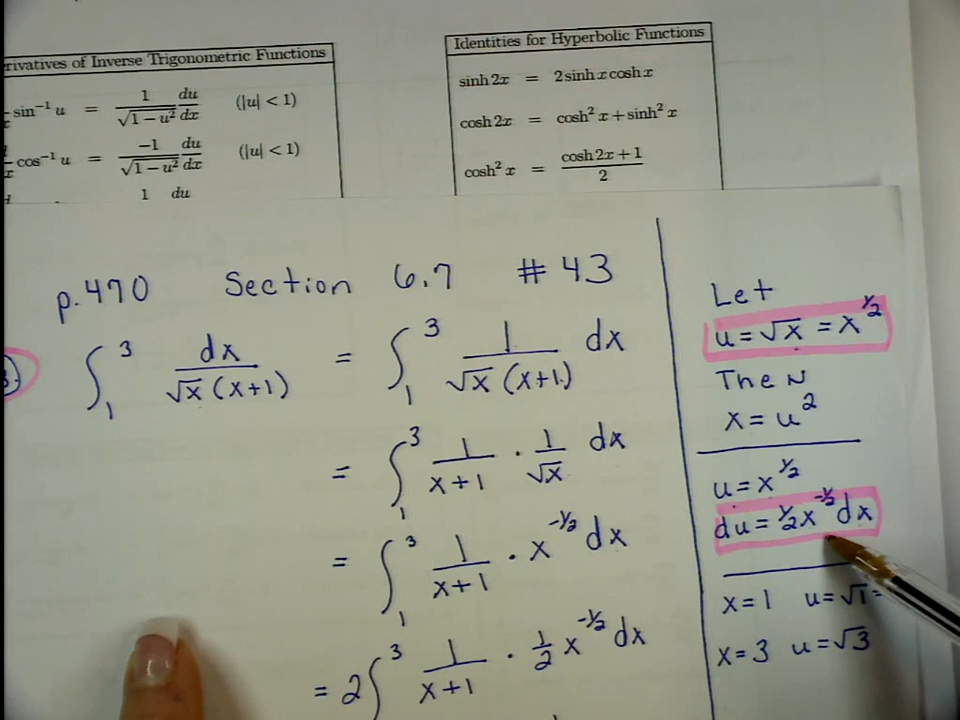 rivatives of Inverse Trigonometric Functions
sin⁻¹ u = 1/√(1−u²) du/dx (|u| < 1)
cos⁻¹ u = −1/√(1−u²) du/dx (|u| < 1)
1 du
Identities for Hyperbolic Functions
sinh 2x = 2 sinh x cosh x
cosh 2x = cosh² x + sinh² x
cosh² x = (cosh 2x + 1)/2
p.470 Section 6.7 # 43
∫₁³ dx/(√x (x+1)) = ∫₁³ 1/(√x (x+1)) dx
= ∫₁³ 1/(x+1) · 1/√x dx
= ∫₁³ 1/(x+1) · x^(-1/2) dx
= 2∫³ 1/(x+1) · 1/2 x^(-1/2) dx
Let
u = √x = x^(1/2)
Then
x = u²
u = x^(1/2)
du = 1/2 x^(-1/2) dx
x = 1 u = √1 =
x = 3 u = √3